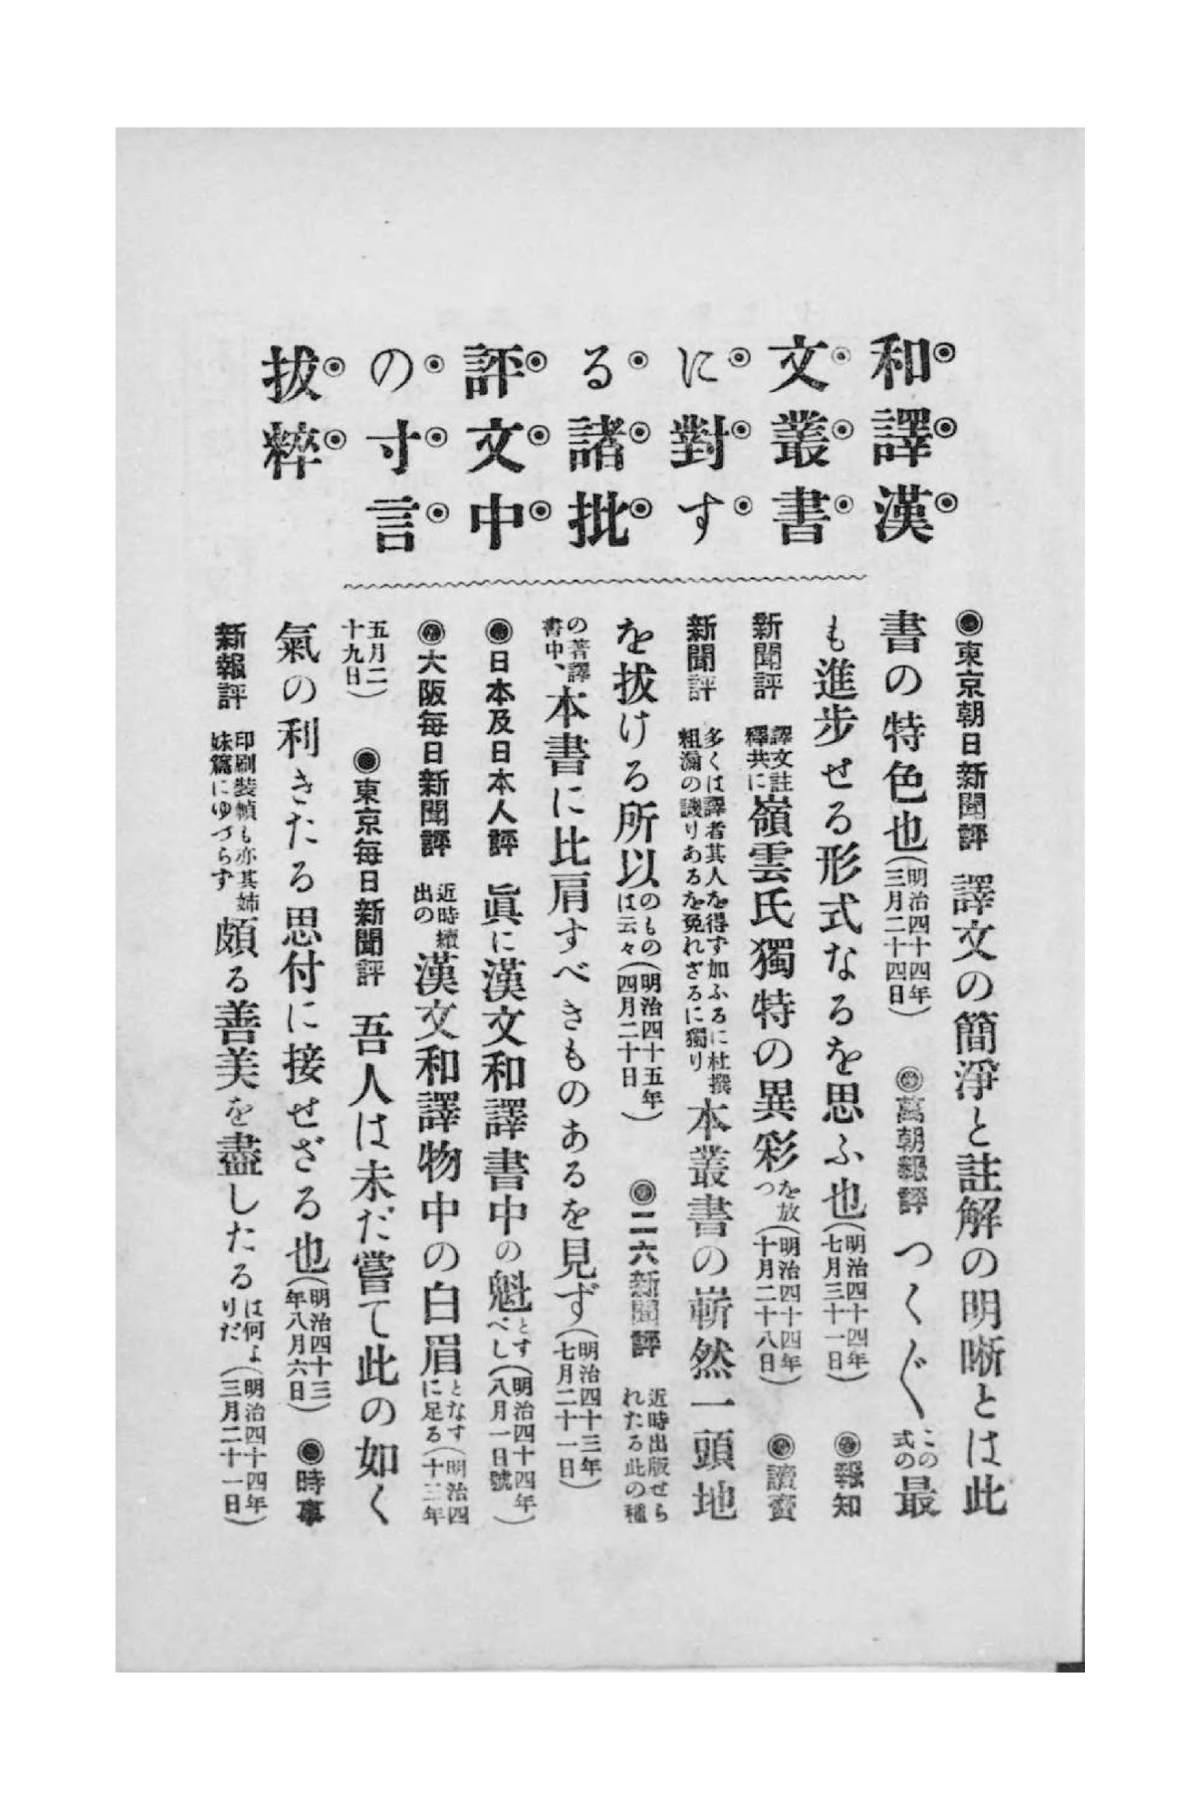 和譯漢
文叢書
に對す
る諸批
評文中
の寸言
拔粹
◉東京朝日新聞評 譯文の簡淨と註解の明晰とは此
書の特色也(明治四十四年三月二十四日) ◉萬朝報評 つく〴〵この式の最
も進步せる形式なるを思ふ也(明治四十四年七月三十一日) ◉報知
新聞評 譯文註釋共に嶺雲氏獨特の異彩を放つ(明治四十四年十月二十八日) ◉讀賣
新聞評 多くは譯者其人を得ず加ふるに杜撰粗漏の譏りあるを免れざるに獨り本叢書の嶄然一頭地
を拔ける所以のものは云々(明治四十五年四月二十日) ◉二六新聞評 近時出版せられたる此の種
の著譯書中、本書に比肩すべきものあるを見ず(明治四十三年七月二十一日)
◉日本及日本人評 眞に漢文和譯書中の魁とすべし(明治四十四年八月一日號)
◉大阪每日新聞評 近時續出の漢文和譯物中の白眉となすに足る(明治四十三年
五月二十九日) ◉東京每日新聞評 吾人は未だ嘗て此の如く
氣の利きたる思付に接せざる也(明治四十三年八月六日) ◉時事
新報評 印刷裝幀も亦其姉妹篇にゆづらず頗る善美を盡したるは何よりだ(明治四十四年三月二十一日)